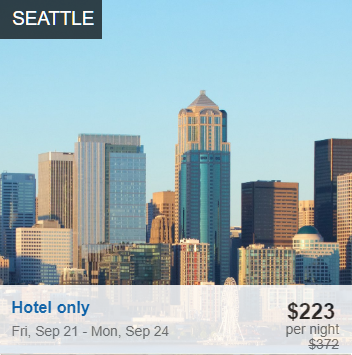 SEATTLE
Hotel only
$223
Fri, Sep 21 - Mon, Sep 24
per night
$372